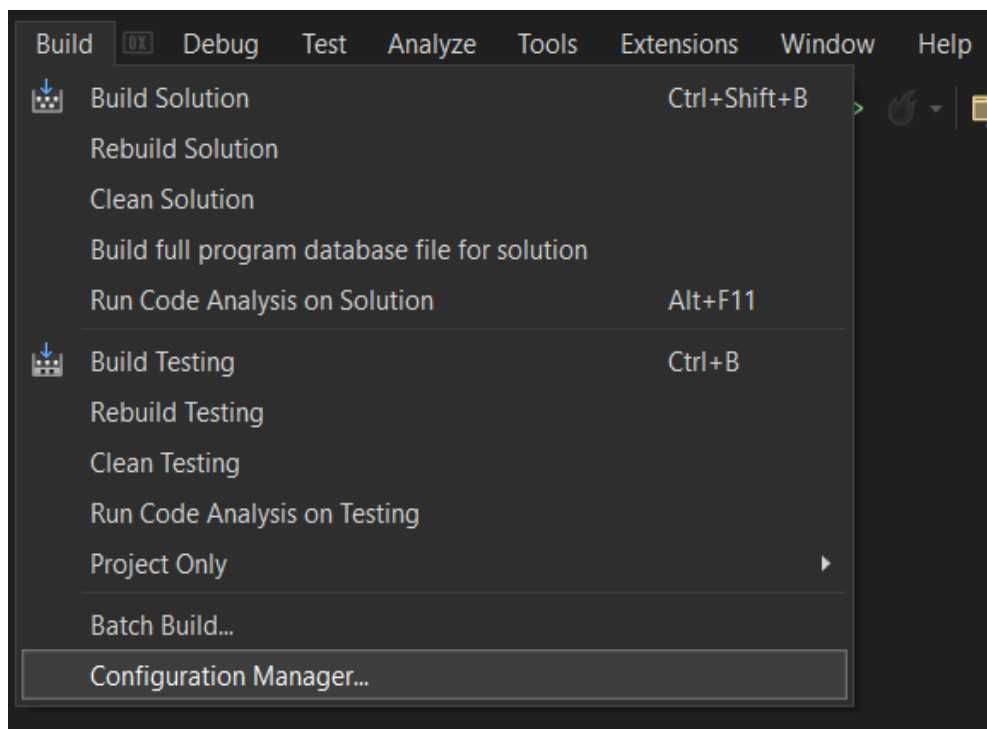 Build Debug Test Analyze Tools Extensions Window Help
Build Solution Ctrl+Shift+B
Rebuild Solution
Clean Solution
Build full program database file for solution
Run Code Analysis on Solution Alt+F11
Build Testing Ctrl+B
Rebuild Testing
Clean Testing
Run Code Analysis on Testing
Project Only
Batch Build...
Configuration Manager...